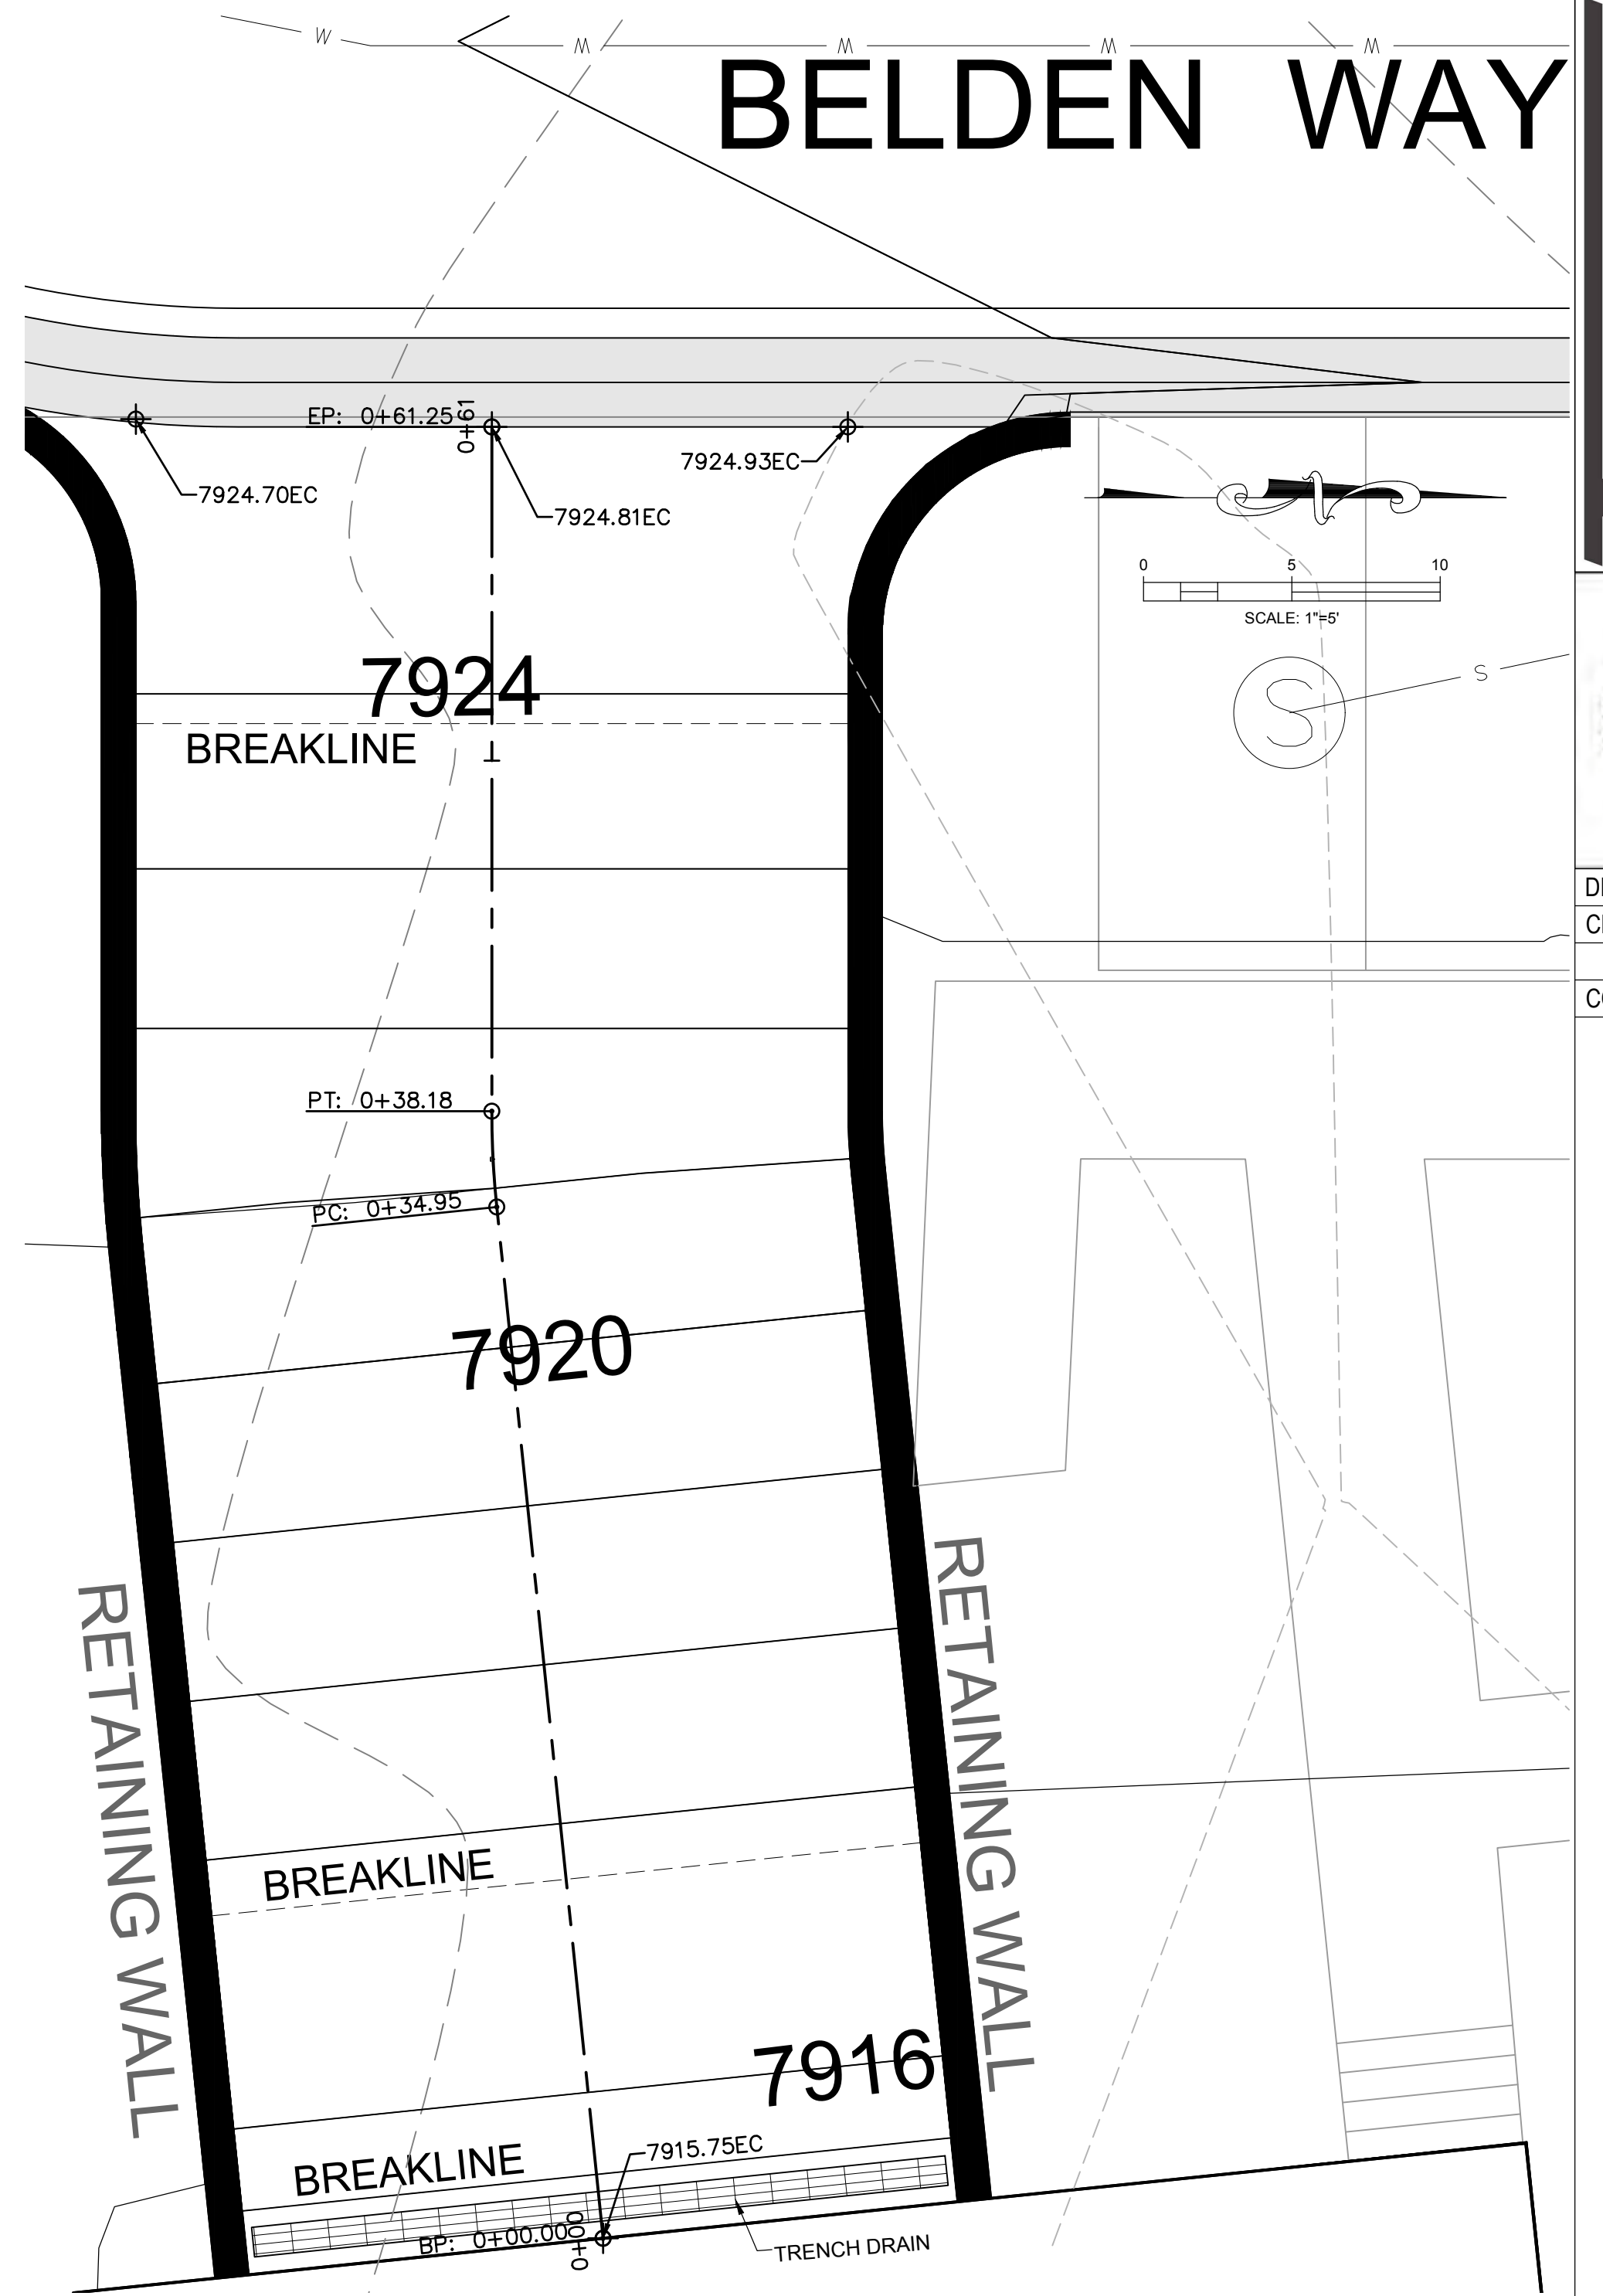 W W W W W
BELDEN WAY
EP: 0+61.25
0+61
7924.93EC
7924.70EC
7924.81EC
0 5 10
SCALE: 1"=5'
7924
S
S
BREAKLINE
PT: 0+38.18
PC: 0+34.95
7920
RETAINING WALL
RETAINING WALL
BREAKLINE
7916
7915.75EC
BREAKLINE
BP: 0+00.00
0+00
TRENCH DRAIN